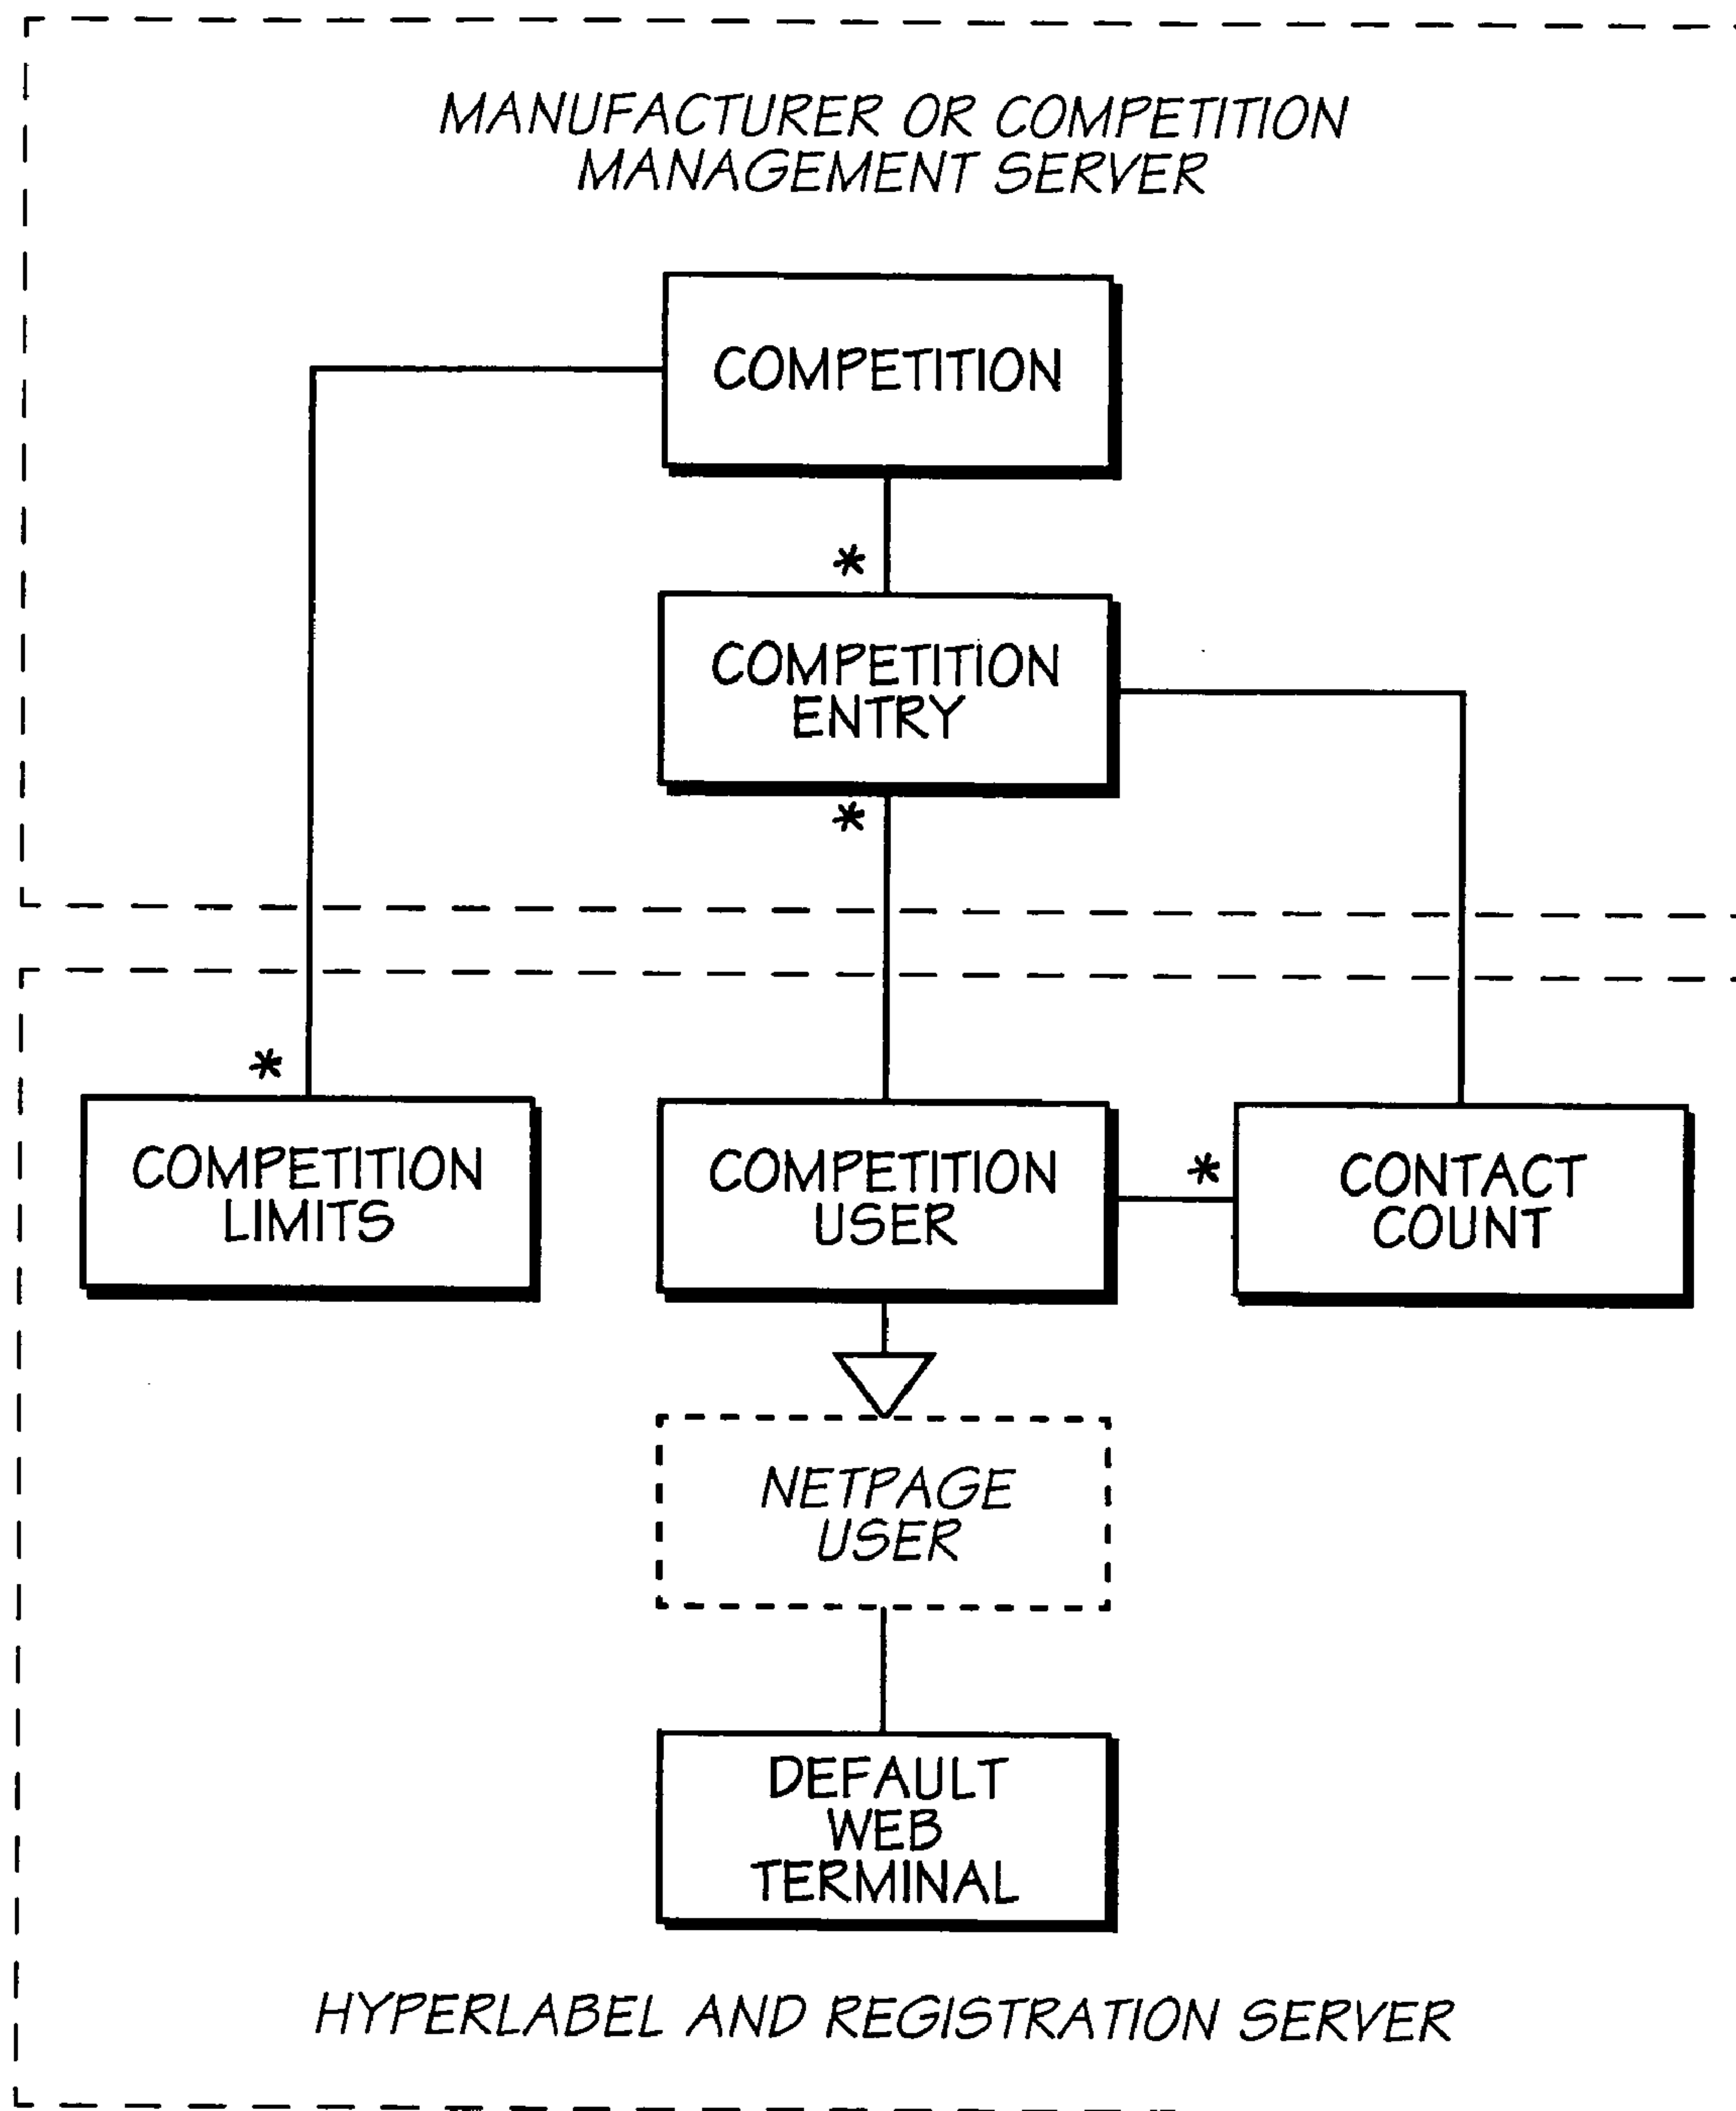 MANUFACTURER OR COMPETITION
MANAGEMENT SERVER
COMPETITION
*
COMPETITION
ENTRY
*
*
COMPETITION
LIMITS
COMPETITION
USER
*
CONTACT
COUNT
NETPAGE
USER
DEFAULT
WEB
TERMINAL
HYPERLABEL AND REGISTRATION SERVER